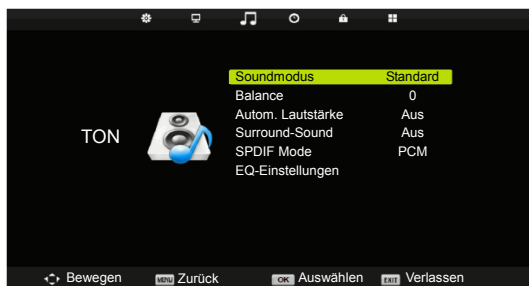 TON
Soundmodus Standard
Balance 0
Autom. Lautstärke Aus
Surround-Sound Aus
SPDIF Mode PCM
EQ-Einstellungen
Bewegen MENU Zurück OK Auswählen EXIT Verlassen